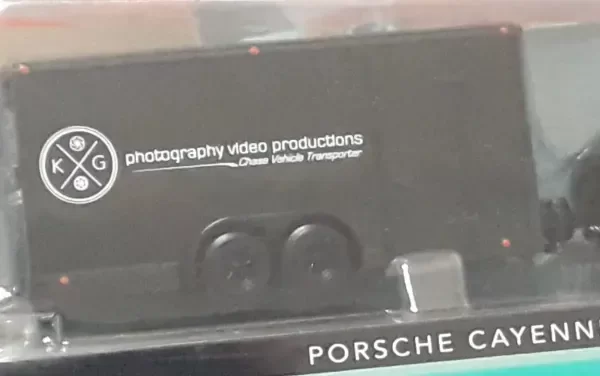 K G
photography video productions
Chase Vehicle Transporter
PORSCHE CAYENN